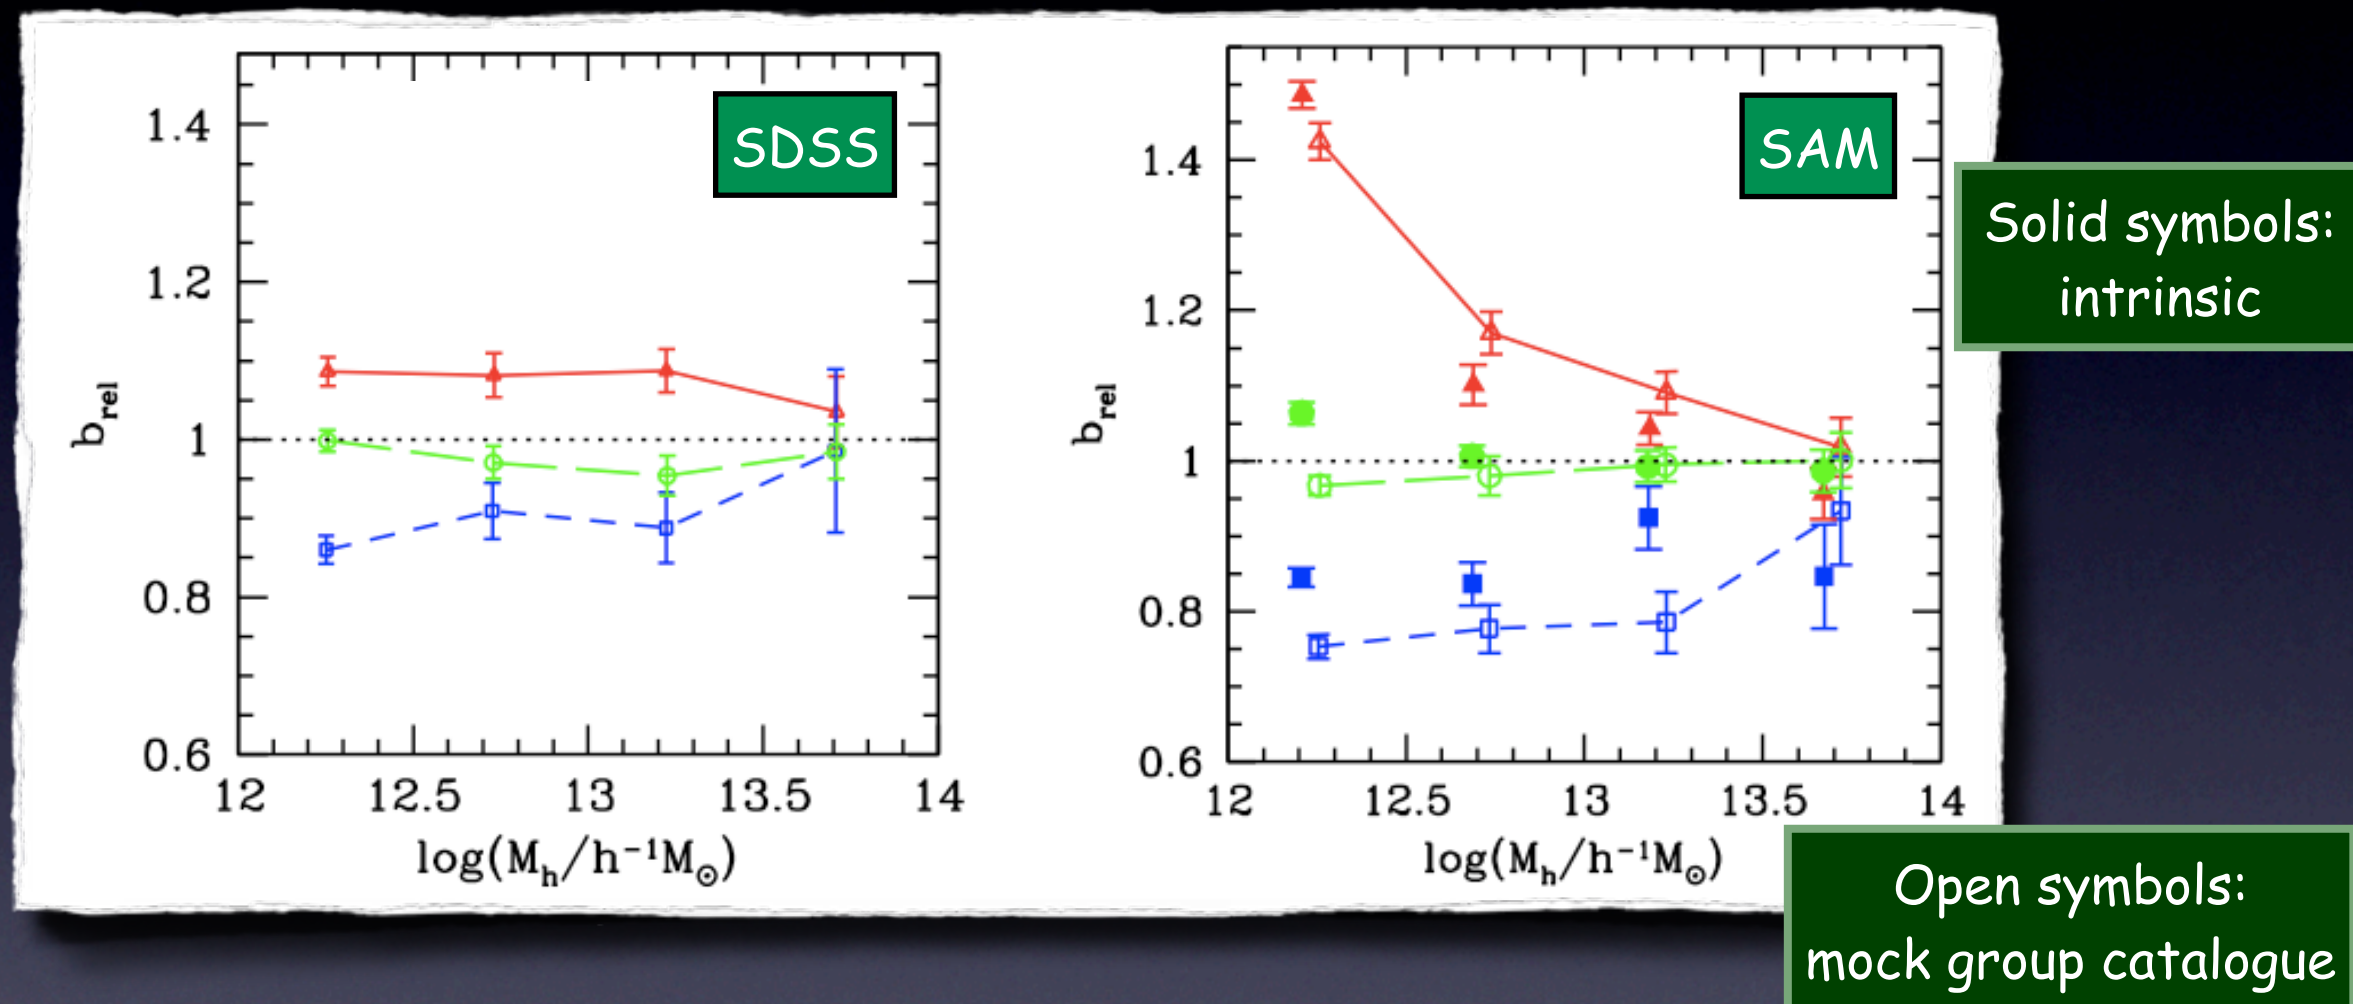 SDSS
1.4
1.2
1
0.8
0.6
b_rel
12 12.5 13 13.5 14
log(M_h/h⁻¹M_⊙)
SAM
1.4
1.2
1
0.8
0.6
b_rel
12 12.5 13 13.5 14
log(M_h/h⁻¹M_⊙)
Solid symbols:
intrinsic
Open symbols:
mock group catalogue